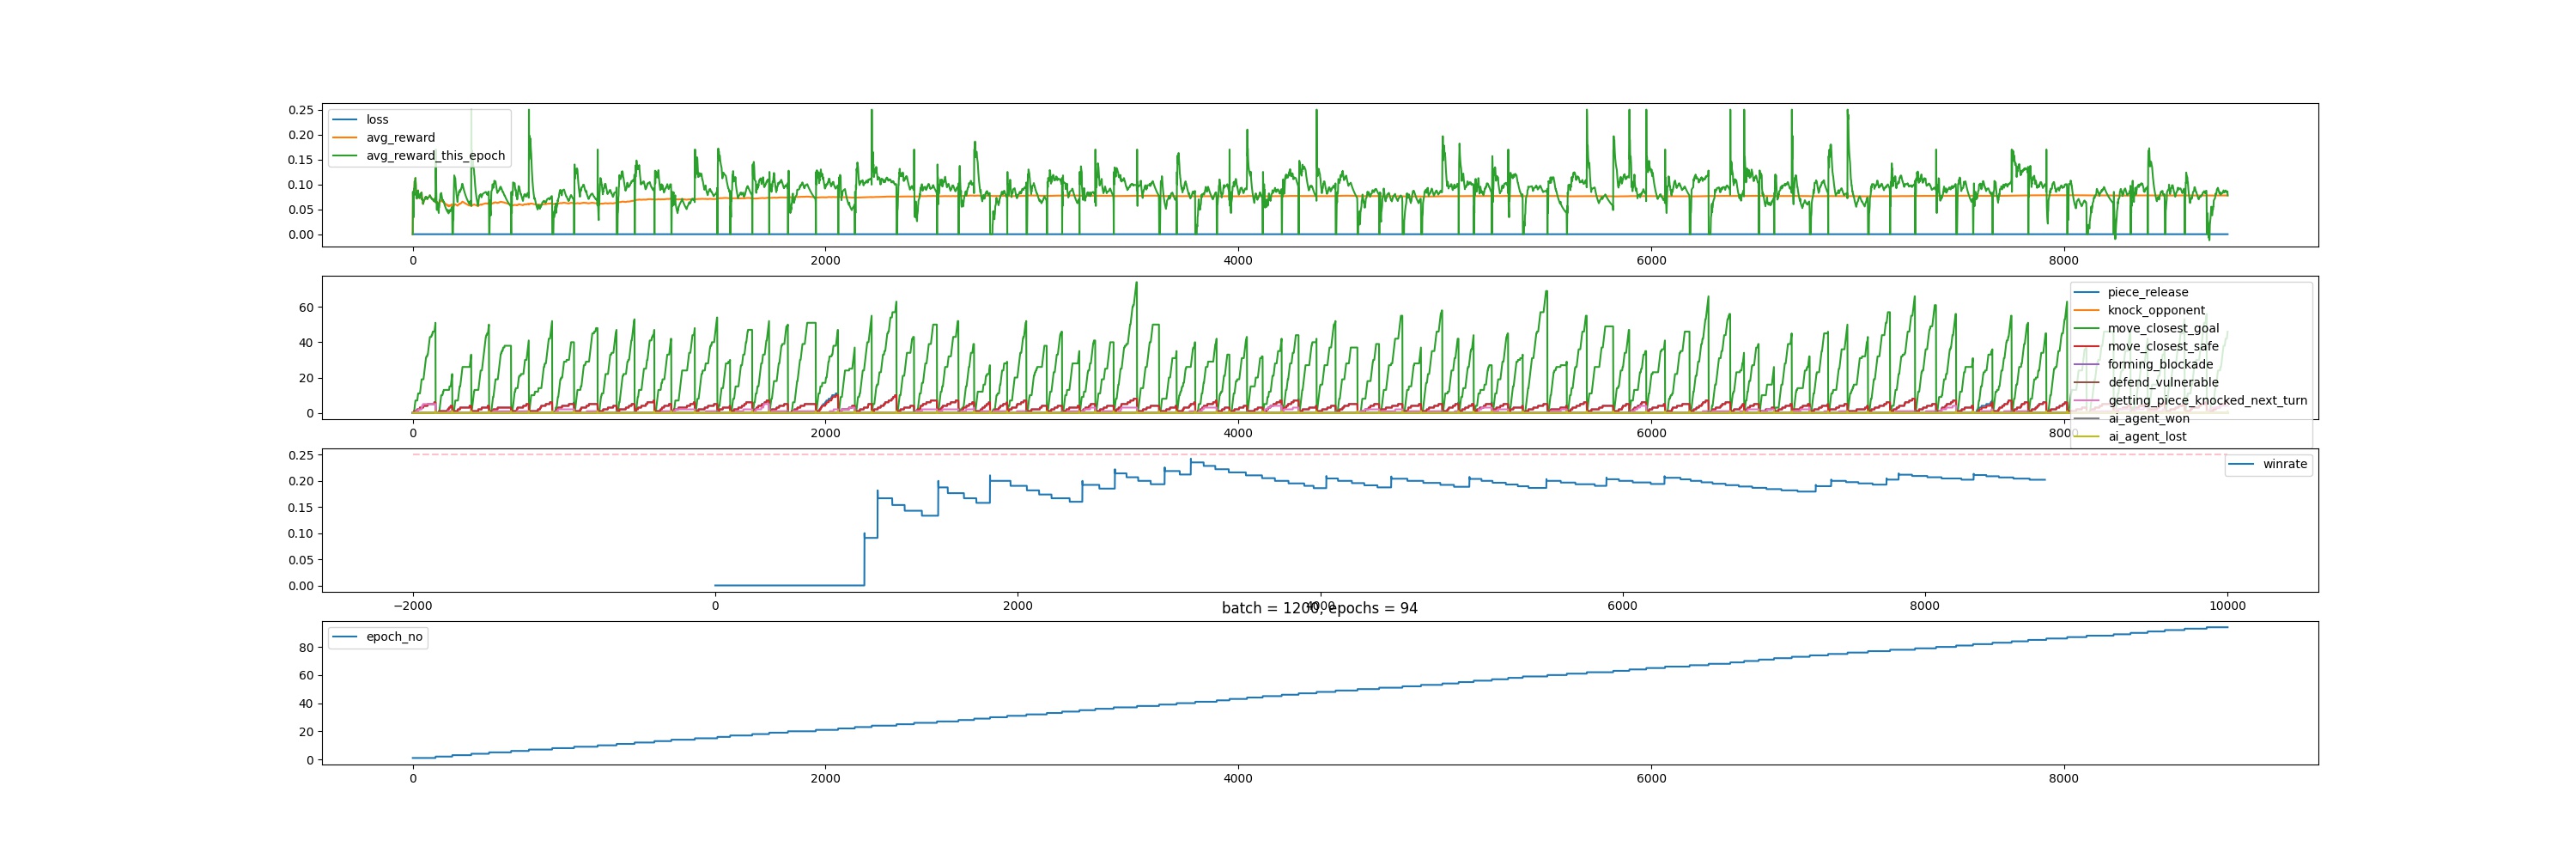 0.25
0.20
0.15
0.10
0.05
0.00
loss
avg_reward
avg_reward_this_epoch
0 2000 4000 6000 8000
60
40
20
0
piece_release
knock_opponent
move_closest_goal
move_closest_safe
forming_blockade
defend_vulnerable
getting_piece_knocked_next_turn
ai_agent_won
ai_agent_lost
0 2000 4000 6000 8000
0.25
0.20
0.15
0.10
0.05
0.00
winrate
−2000 0 2000 4000 6000 8000 10000
batch = 1200, epochs = 94
80
60
40
20
0
epoch_no
0 2000 4000 6000 8000